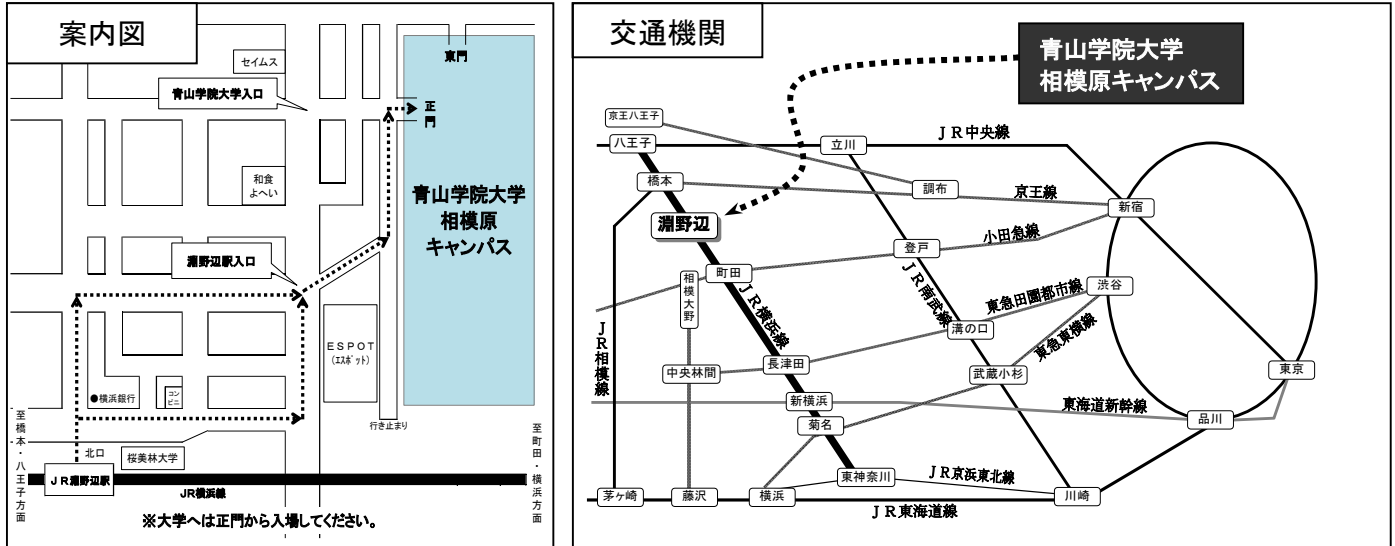 案内図
東門
セイムス
青山学院大学入口
正
門
和食
よへい
青山学院大学
相模原
キャンパス
淵野辺駅入口
ESPOT
(ｴｽﾎﾟｯﾄ)
●横浜銀行
コン
ビニ
行き止まり
至橋本・八王子方面
至町田・横浜方面
北口
桜美林大学
JR淵野辺駅
JR横浜線
※大学へは正門から入場してください。
交通機関
青山学院大学
相模原キャンパス
京王八王子
八王子
立川
JR中央線
橋本
調布
京王線
新宿
淵野辺
登戸
小田急線
町田
相模大野
JR南武線
渋谷
東急田園都市線
JR横浜線
溝の口
東急東横線
JR相模線
長津田
中央林間
武蔵小杉
東京
新横浜
東海道新幹線
品川
菊名
東神奈川
JR京浜東北線
茅ヶ崎
藤沢
横浜
川崎
JR東海道線